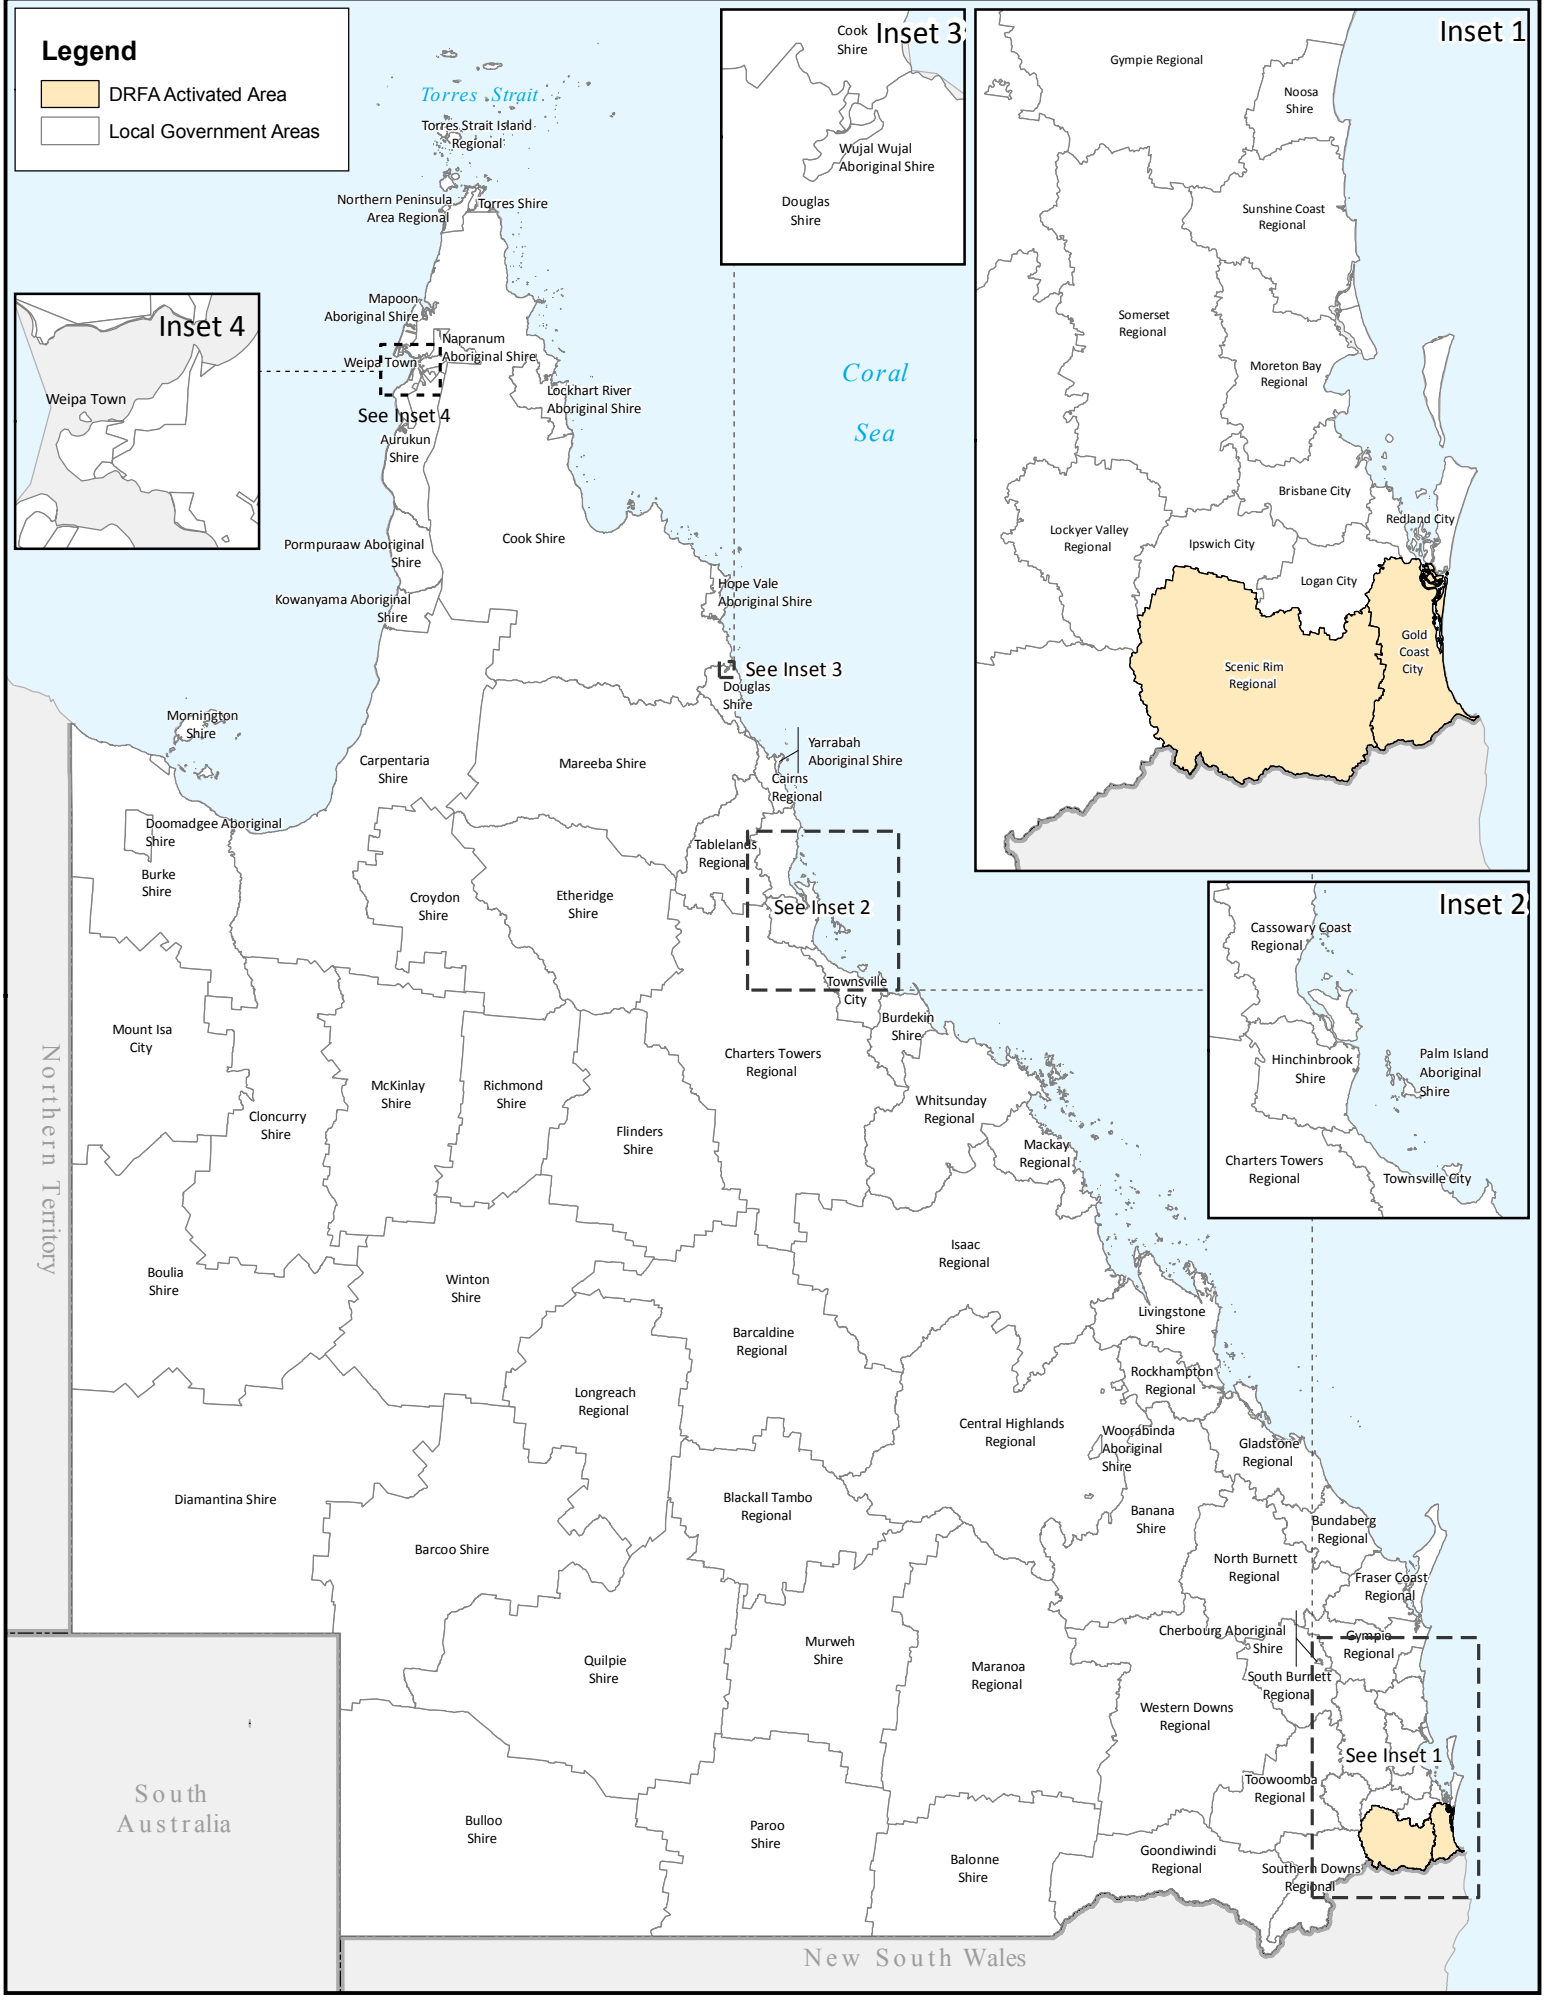 Legend
DRFA Activated Area
Local Government Areas
Torres Strait
Torres Strait Island
Regional
Northern Peninsula
Area Regional
Torres Shire
Mapoon
Aboriginal Shire
Napranum
Aboriginal Shire
Weipa Town
See Inset 4
Lockhart River
Aboriginal Shire
Aurukun
Shire
Coral
Sea
Cook Shire
Pormpuraaw Aboriginal
Shire
Kowanyama Aboriginal
Shire
Hope Vale
Aboriginal Shire
See Inset 3
Douglas
Shire
Mornington
Shire
Carpentaria
Shire
Mareeba Shire
Yarrabah
Aboriginal Shire
Cairns
Regional
Doomadgee Aboriginal
Shire
Tablelands
Regional
Burke
Shire
Croydon
Shire
Etheridge
Shire
See Inset 2
Townsville
City
Burdekin
Shire
Mount Isa
City
Charters Towers
Regional
McKinlay
Shire
Richmond
Shire
Cloncurry
Shire
Flinders
Shire
Whitsunday
Regional
Mackay
Regional
Northern Territory
Boulia
Shire
Winton
Shire
Isaac
Regional
Livingstone
Shire
Barcaldine
Regional
Rockhampton
Regional
Longreach
Regional
Central Highlands
Regional
Woorabinda
Aboriginal
Shire
Gladstone
Regional
Diamantina Shire
Blackall Tambo
Regional
Banana
Shire
Bundaberg
Regional
Barcoo Shire
North Burnett
Regional
Fraser Coast
Regional
Cherbourg Aboriginal
Shire
Gympie
Regional
Murweh
Shire
Quilpie
Shire
Maranoa
Regional
South Burnett
Regional
Western Downs
Regional
See Inset 1
Toowoomba
Regional
South
Australia
Bulloo
Shire
Paroo
Shire
Balonne
Shire
Goondiwindi
Regional
Southern Downs
Regional
New South Wales
Inset 4
Weipa Town
Inset 3
Cook
Shire
Wujal Wujal
Aboriginal Shire
Douglas
Shire
Inset 1
Gympie Regional
Noosa
Shire
Sunshine Coast
Regional
Somerset
Regional
Moreton Bay
Regional
Brisbane City
Redland City
Lockyer Valley
Regional
Ipswich City
Logan City
Gold
Coast
City
Scenic Rim
Regional
Inset 2
Cassowary Coast
Regional
Hinchinbrook
Shire
Palm Island
Aboriginal
Shire
Charters Towers
Regional
Townsville City